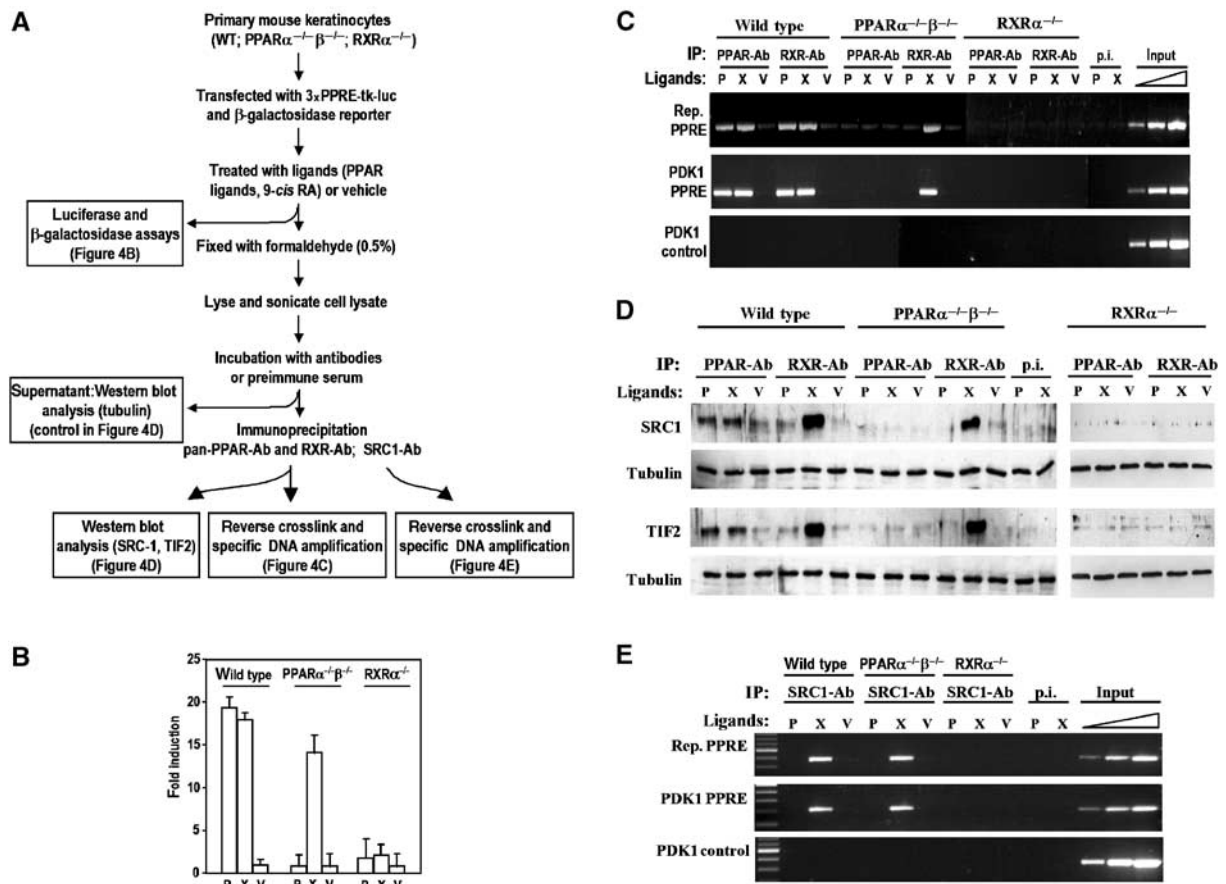 A
Primary mouse keratinocytes
(WT; PPARα−/−β−/−; RXRα−/−)
Transfected with 3xPPRE-tk-luc
and β-galactosidase reporter
Treated with ligands (PPAR
ligands, 9-cis RA) or vehicle
Luciferase and
β-galactosidase assays
(Figure 4B)
Fixed with formaldehyde (0.5%)
Lyse and sonicate cell lysate
Incubation with antibodies
or preimmune serum
Supernatant:Western blot
analysis (tubulin)
(control in Figure 4D)
Immunoprecipitation
pan-PPAR-Ab and RXR-Ab; SRC1-Ab
Western blot
analysis (SRC-1, TIF2)
(Figure 4D)
Reverse crosslink and
specific DNA amplification
(Figure 4C)
Reverse crosslink and
specific DNA amplification
(Figure 4E)
B
Fold induction
25
20
15
10
5
0
Wild type PPARα−/−β−/− RXRα−/−
P X V P X V P X V
C
Wild type PPARα−/−β−/− RXRα−/−
IP: PPAR-Ab RXR-Ab PPAR-Ab RXR-Ab PPAR-Ab RXR-Ab p.i. Input
Ligands: P X V P X V P X V P X V P X V P X V P X
Rep.
PPRE
PDK1
PPRE
PDK1
control
D
Wild type PPARα−/−β−/− RXRα−/−
IP: PPAR-Ab RXR-Ab PPAR-Ab RXR-Ab p.i. PPAR-Ab RXR-Ab
Ligands: P X V P X V P X V P X V P X P X V P X V
SRC1
Tubulin
TIF2
Tubulin
E
Wild type PPARα−/−β−/− RXRα−/−
IP: SRC1-Ab SRC1-Ab SRC1-Ab p.i. Input
Ligands: P X V P X V P X V P X
Rep. PPRE
PDK1 PPRE
PDK1 control